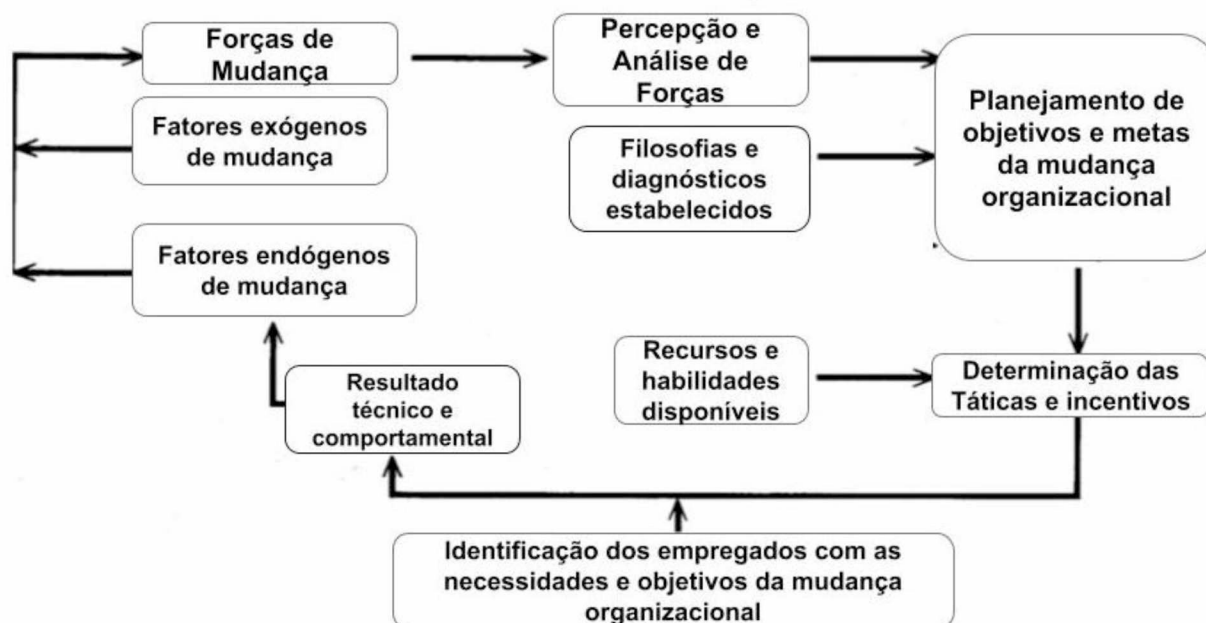 Forças de
Mudança
Percepção e
Análise de
Forças
Planejamento de
objetivos e metas
da mudança
organizacional
Fatores exógenos
de mudança
Filosofias e
diagnósticos
estabelecidos
Fatores endógenos
de mudança
Recursos e
habilidades
disponíveis
Determinação das
Táticas e incentivos
Resultado
técnico e
comportamental
Identificação dos empregados com as
necessidades e objetivos da mudança
organizacional